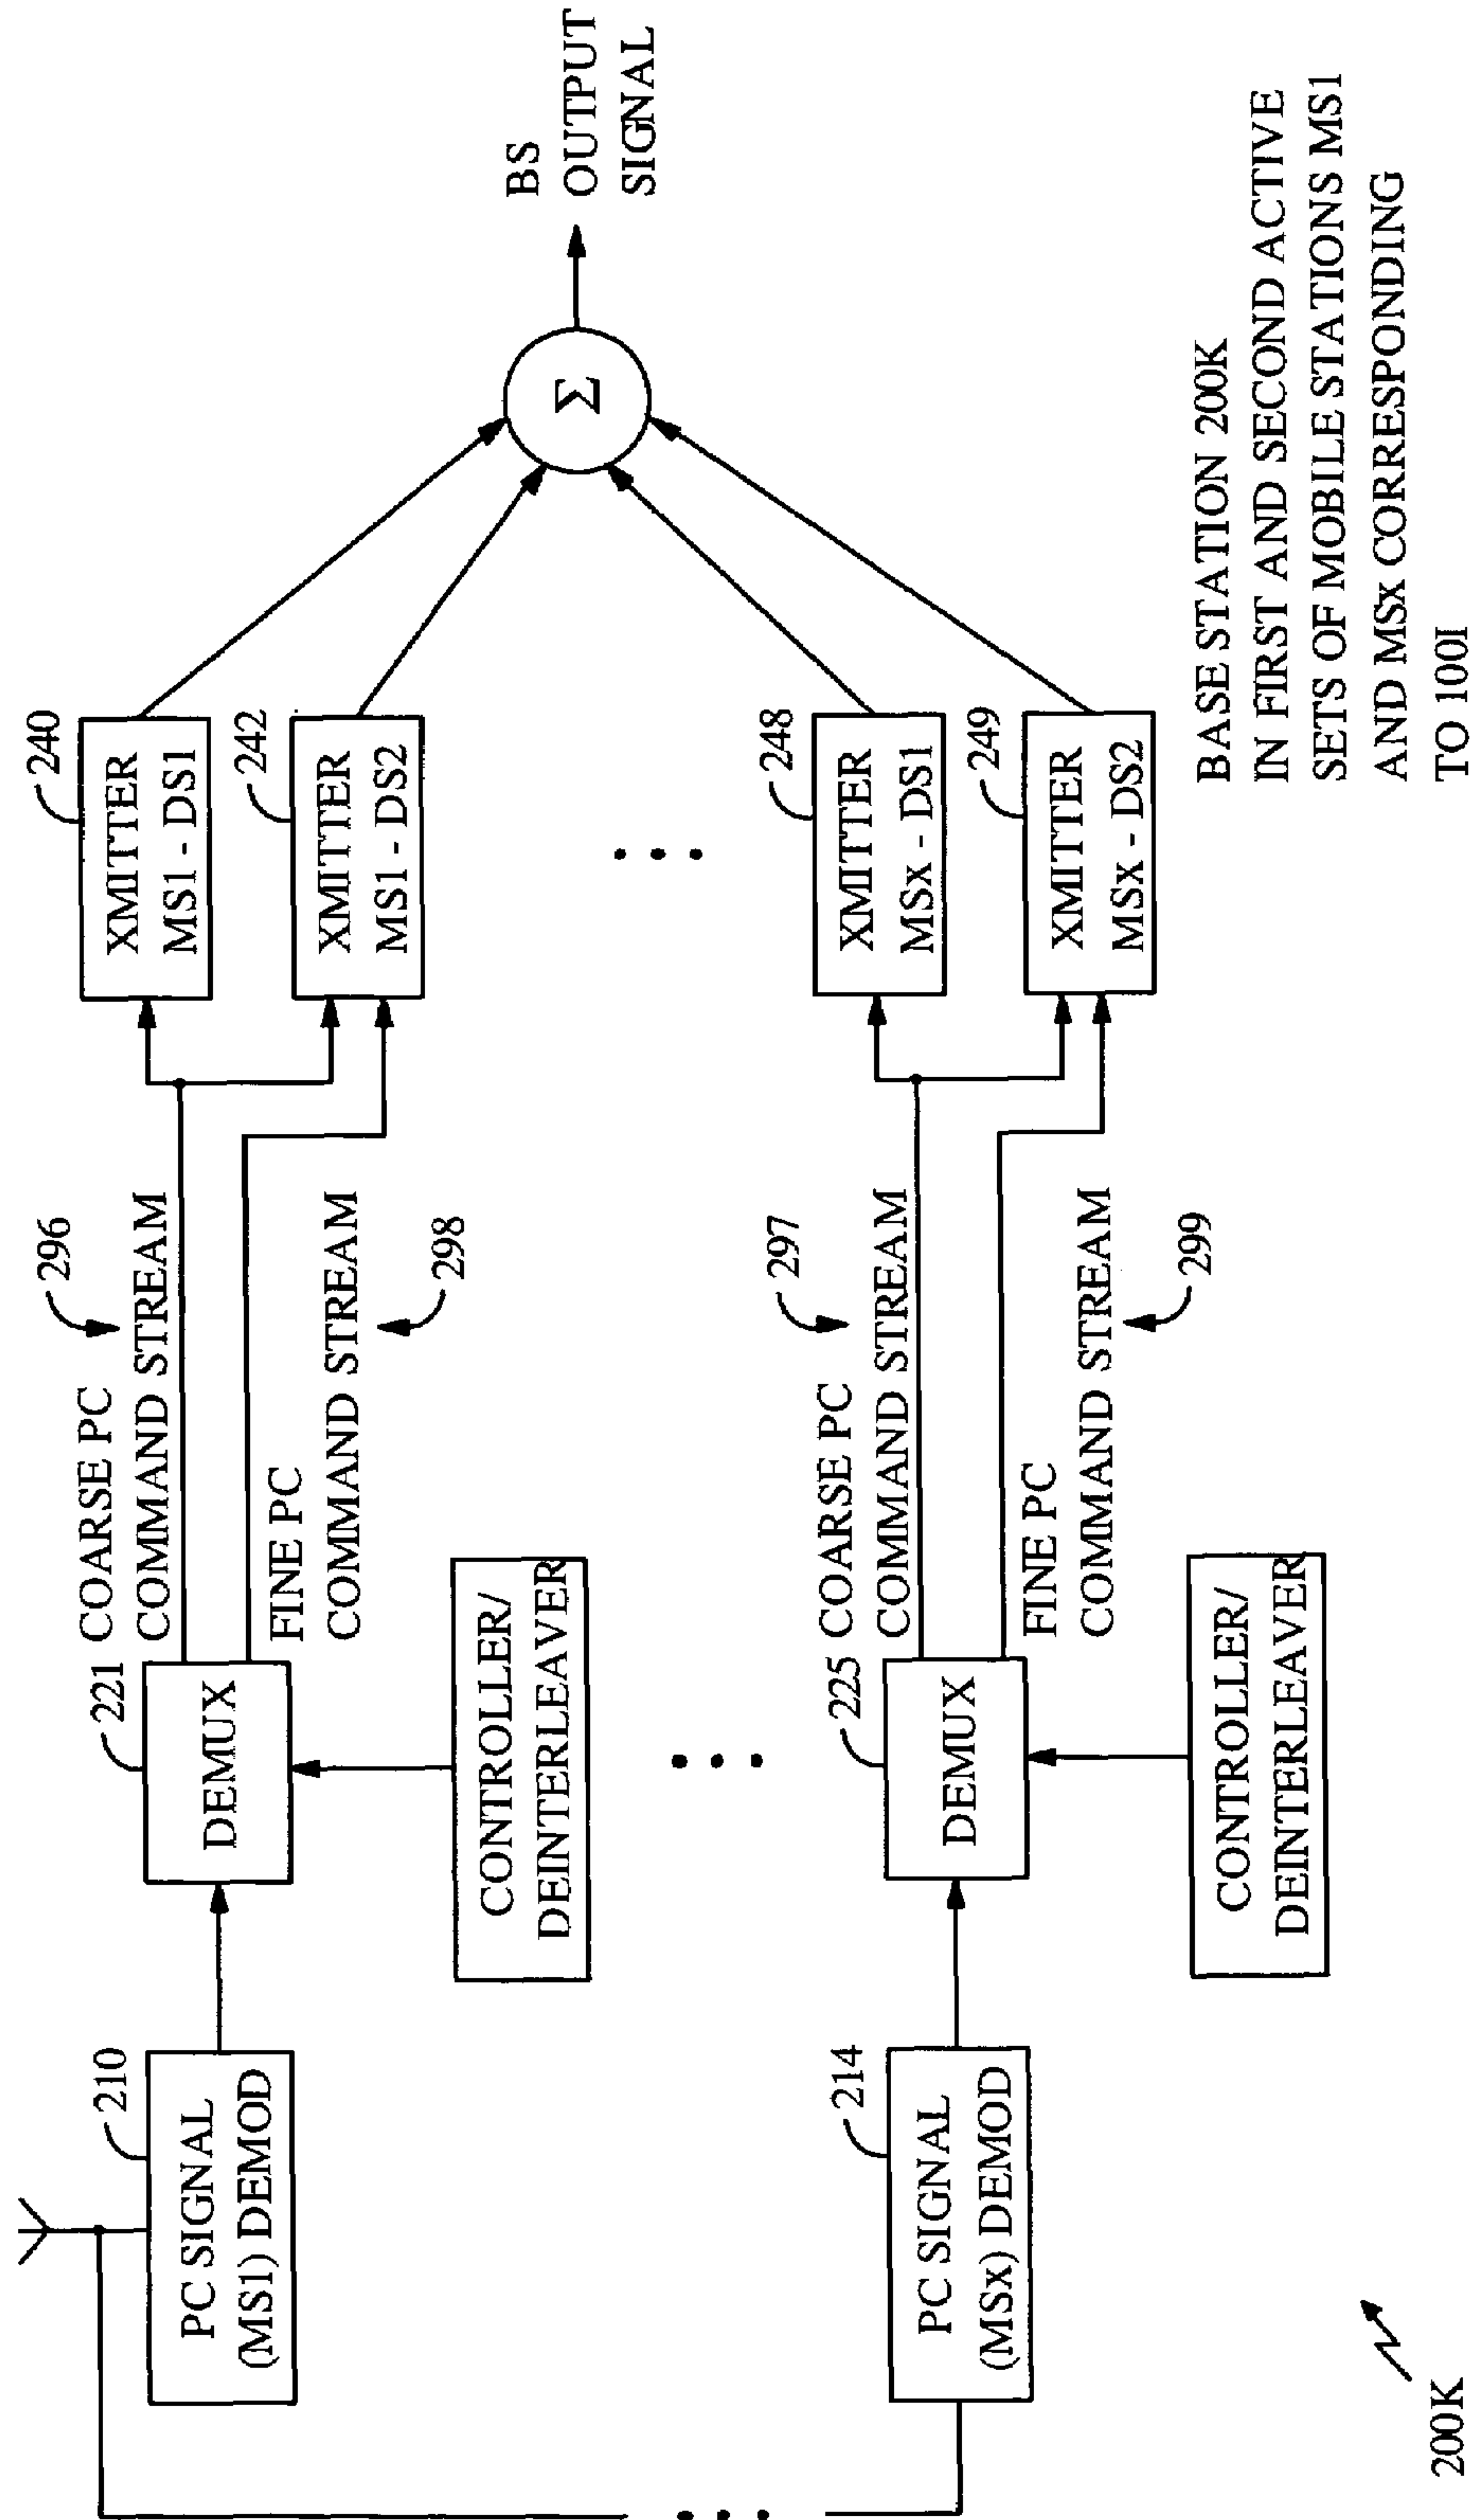 210
PC SIGNAL
(MS1) DEMOD
221
DEMUX
CONTROLLER/
DEINTERLEAVER
296
COARSE PC
COMMAND STREAM
FINE PC
COMMAND STREAM
298
240
XMITTER
MS1 - DS1
242
XMITTER
MS1 - DS2
Σ
BS
OUTPUT
SIGNAL
214
PC SIGNAL
(MSx) DEMOD
225
DEMUX
CONTROLLER/
DEINTERLEAVER
297
COARSE PC
COMMAND STREAM
FINE PC
COMMAND STREAM
299
248
XMITTER
MSx - DS1
249
XMITTER
MSx - DS2
200K
BASE STATION 200K
IN FIRST AND SECOND ACTIVE
SETS OF MOBILE STATIONS MS1
AND MSx CORRESPONDING
TO 100I